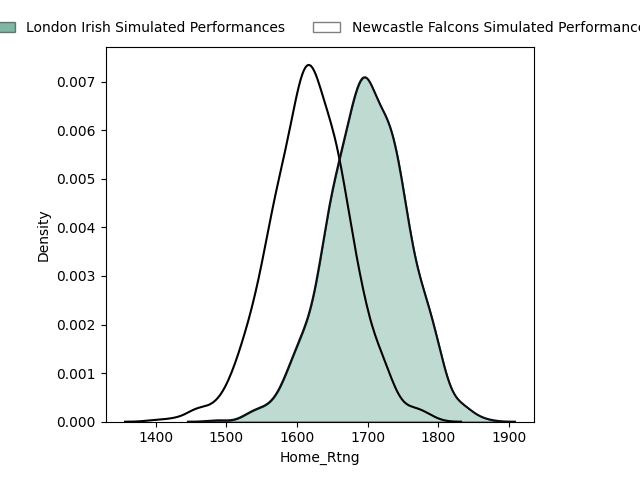 London Irish Simulated Performances
Newcastle Falcons Simulated Performanc
0.007
0.006
0.005
0.004
0.003
0.002
0.001
0.000
Density
1400 1500 1600 1700 1800 1900
Home_Rtng